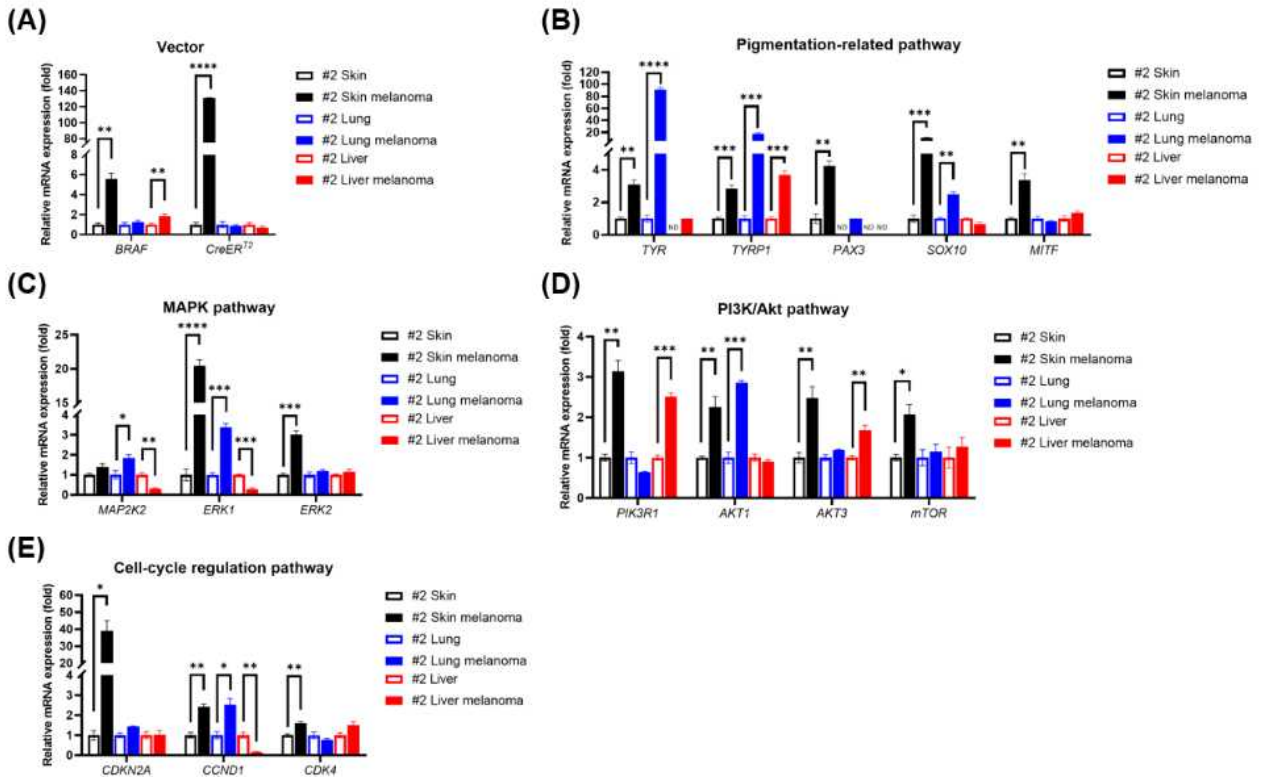 (A)
Vector
Relative mRNA expression (fold)
160
140
120
100
80
8
6
4
2
0
**
****
**
BRAF
CreER^T2
#2 Skin
#2 Skin melanoma
#2 Lung
#2 Lung melanoma
#2 Liver
#2 Liver melanoma
(B)
Pigmentation-related pathway
Relative mRNA expression (fold)
120
100
80
60
40
20
4
2
0
**
****
***
***
***
**
***
**
**
ND
ND
ND ND
TYR
TYRP1
PAX3
SOX10
MITF
#2 Skin
#2 Skin melanoma
#2 Lung
#2 Lung melanoma
#2 Liver
#2 Liver melanoma
(C)
MAPK pathway
Relative mRNA expression (fold)
25
20
15
4
3
2
1
0
*
**
****
***
***
***
MAP2K2
ERK1
ERK2
#2 Skin
#2 Skin melanoma
#2 Lung
#2 Lung melanoma
#2 Liver
#2 Liver melanoma
(D)
PI3K/Akt pathway
Relative mRNA expression (fold)
4
3
2
1
0
**
***
**
***
**
**
*
PIK3R1
AKT1
AKT3
mTOR
#2 Skin
#2 Skin melanoma
#2 Lung
#2 Lung melanoma
#2 Liver
#2 Liver melanoma
(E)
Cell-cycle regulation pathway
Relative mRNA expression (fold)
60
50
40
30
20
4
3
2
1
0
*
**
*
**
**
CDKN2A
CCND1
CDK4
#2 Skin
#2 Skin melanoma
#2 Lung
#2 Lung melanoma
#2 Liver
#2 Liver melanoma